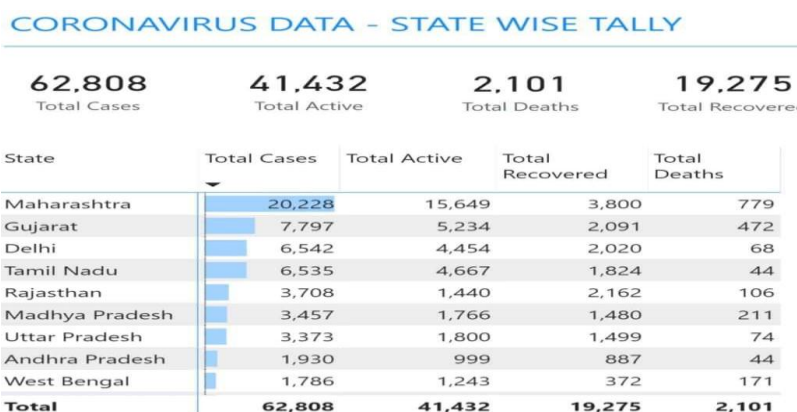 CORONAVIRUS DATA - STATE WISE TALLY
62,808 41,432 2,101 19,275
Total Cases Total Active Total Deaths Total Recovere
State Total Cases Total Active Total Recovered Total Deaths
Maharashtra 20,228 15,649 3,800 779
Gujarat 7,797 5,234 2,091 472
Delhi 6,542 4,454 2,020 68
Tamil Nadu 6,535 4,667 1,824 44
Rajasthan 3,708 1,440 2,162 106
Madhya Pradesh 3,457 1,766 1,480 211
Uttar Pradesh 3,373 1,800 1,499 74
Andhra Pradesh 1,930 999 887 44
West Bengal 1,786 1,243 372 171
Total 62,808 41,432 19,275 2,101